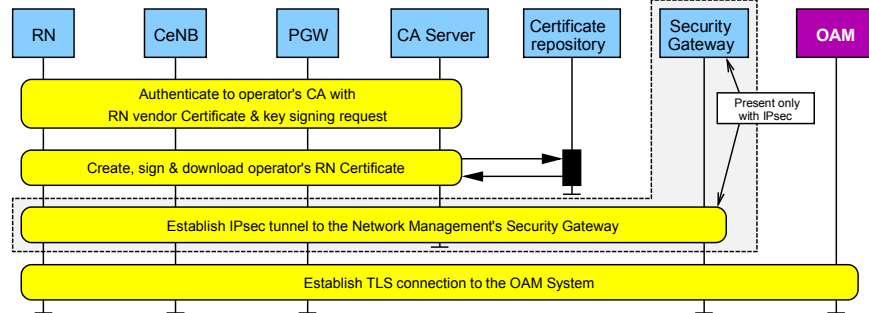 RN
CeNB
PGW
CA Server
Certificate
repository
Security
Gateway
OAM
Authenticate to operator's CA with
RN vendor Certificate & key signing request
Present only
with IPsec
Create, sign & download operator's RN Certificate
Establish IPsec tunnel to the Network Management's Security Gateway
Establish TLS connection to the OAM System